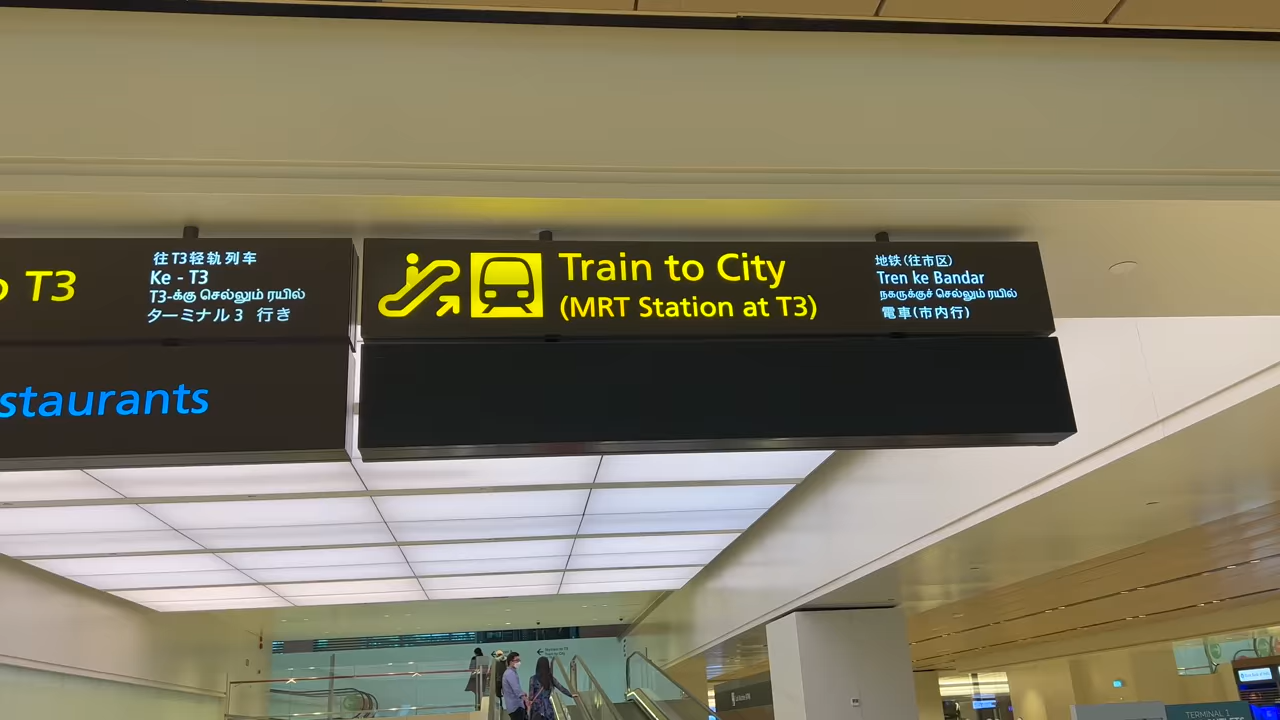 T3
往T3轻轨列车
Ke - T3
T3-க்கு செல்லும் ரயில்
ターミナル 3 行き
staurants
Train to City
(MRT Station at T3)
地铁(往市区)
Tren ke Bandar
நகருக்குச் செல்லும் ரயில்
電車(市内行)
TERMINAL 1